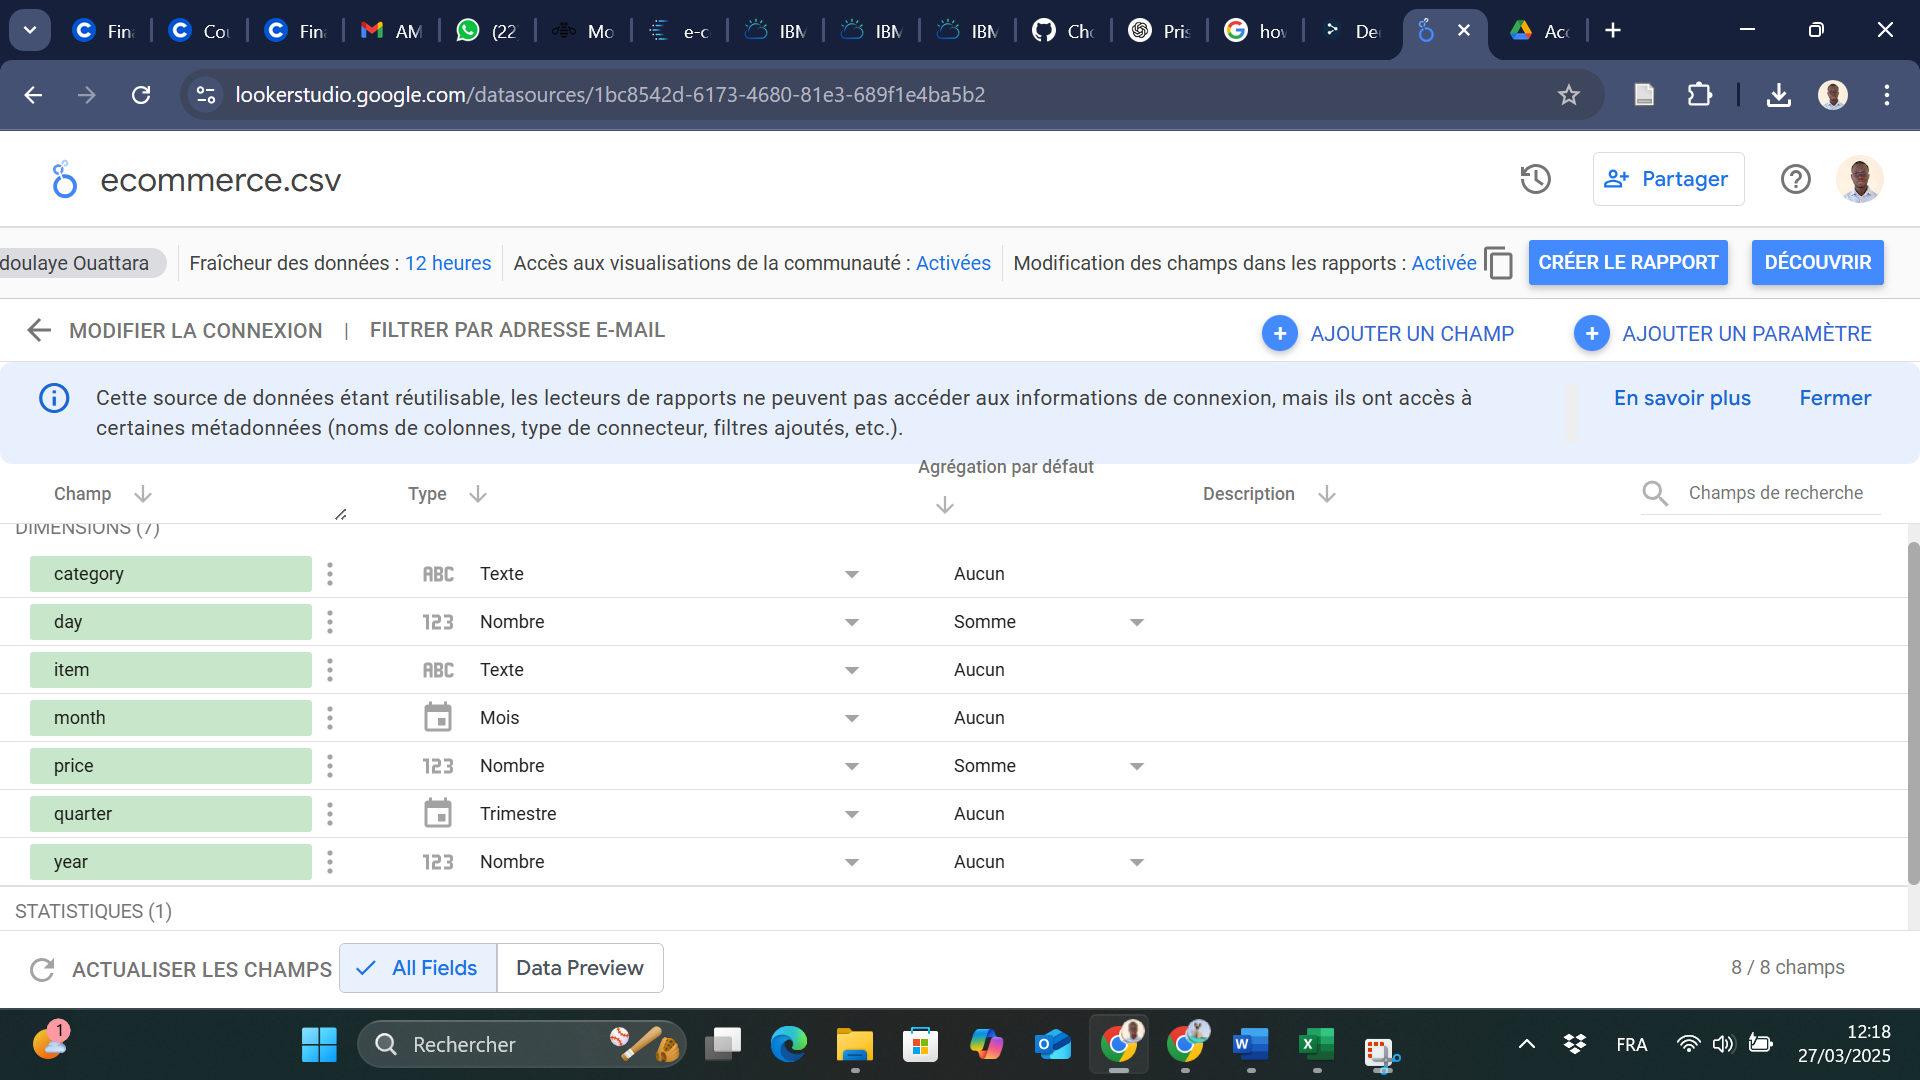 Fin
Cou
Fin
AM
(22
Mo
e-c
IBM
IBM
IBM
Ch
Pris
how
De
Acc
lookerstudio.google.com/datasources/1bc8542d-6173-4680-81e3-689f1e4ba5b2
ecommerce.csv
Partager
doulaye Ouattara
Fraîcheur des données : 12 heures
Accès aux visualisations de la communauté : Activées
Modification des champs dans les rapports : Activée
CRÉER LE RAPPORT
DÉCOUVRIR
MODIFIER LA CONNEXION | FILTRER PAR ADRESSE E-MAIL
AJOUTER UN CHAMP
AJOUTER UN PARAMÈTRE
Cette source de données étant réutilisable, les lecteurs de rapports ne peuvent pas accéder aux informations de connexion, mais ils ont accès à
certaines métadonnées (noms de colonnes, type de connecteur, filtres ajoutés, etc.).
En savoir plus
Fermer
Champ
Type
Agrégation par défaut
Description
Champs de recherche
DIMENSIONS (7)
category ABC Texte Aucun
day 123 Nombre Somme
item ABC Texte Aucun
month Mois Aucun
price 123 Nombre Somme
quarter Trimestre Aucun
year 123 Nombre Aucun
STATISTIQUES (1)
ACTUALISER LES CHAMPS
All Fields
Data Preview
8 / 8 champs
1
Rechercher
FRA
12:18
27/03/2025